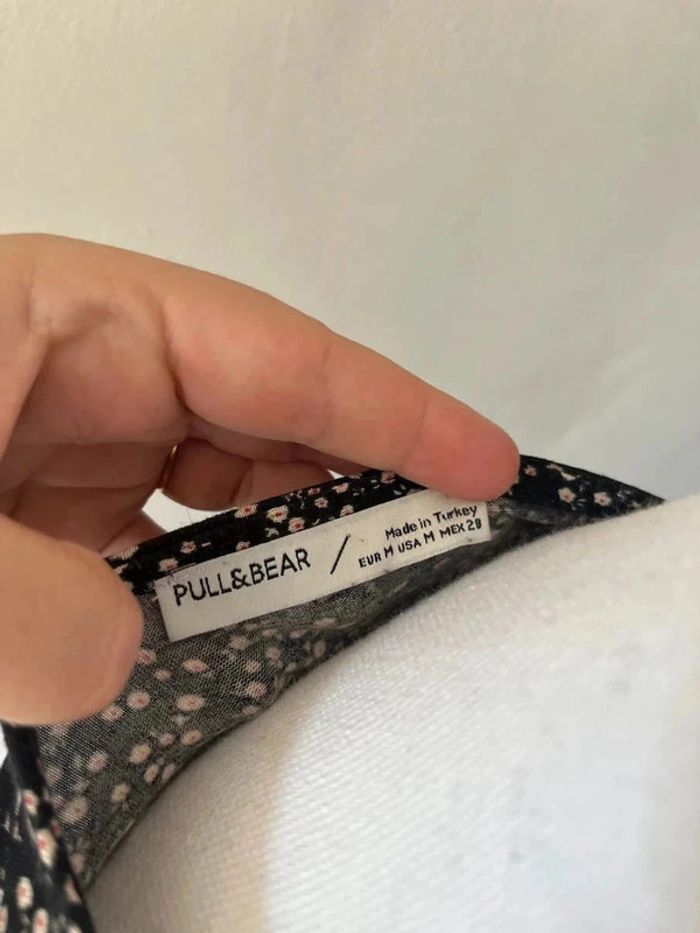 PULL&BEAR /
Made in Turkey
EUR M USA M MEX 28